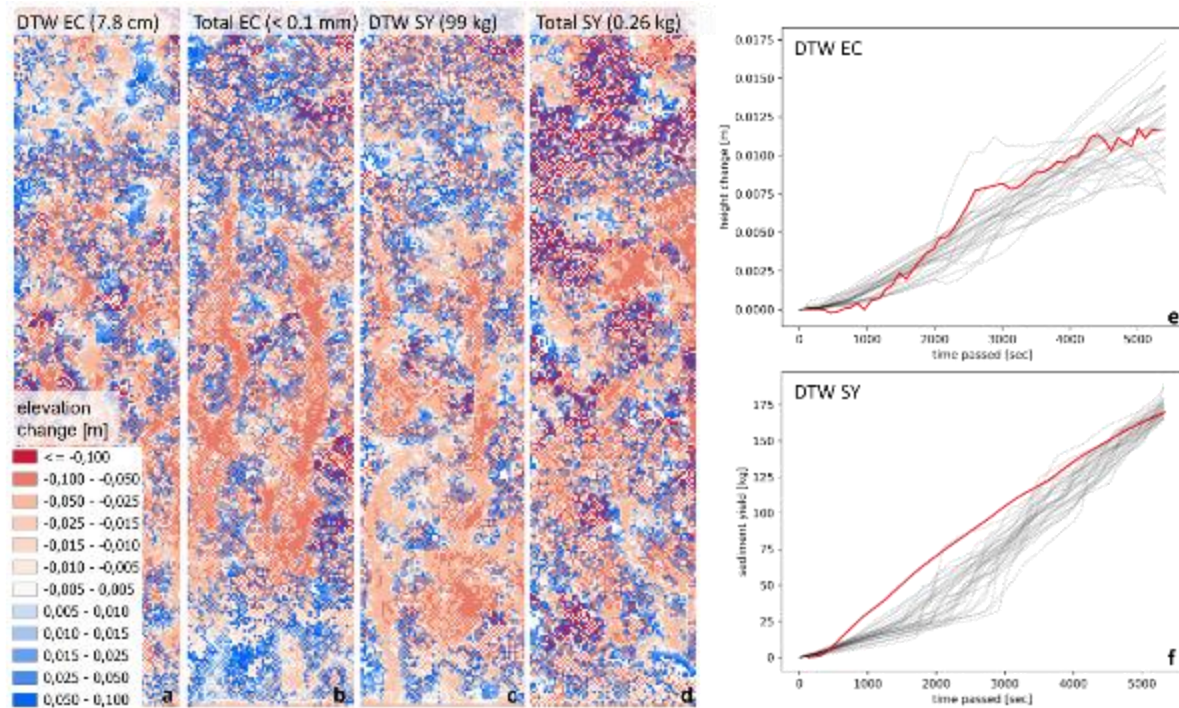 DTW EC (7.8 cm)
Total EC (< 0.1 mm)
DTW SY (99 kg)
Total SY (0.26 kg)
elevation
change [m]
< = -0,100
-0,100 - -0,050
-0,050 - -0,025
-0,025 - -0,015
-0,015 - -0,010
-0,010 - -0,005
-0,005 - 0,005
0,005 - 0,010
0,010 - 0,015
0,015 - 0,025
0,025 - 0,050
0,050 - 0,100
a
b
c
d
DTW EC
height change [m]
0.0175
0.0150
0.0125
0.0100
0.0075
0.0050
0.0025
0.0000
0
1000
2000
3000
4000
5000
time passed [sec]
e
DTW SY
sediment yield [kg]
175
150
125
100
75
50
25
0
0
1000
2000
3000
4000
5000
time passed [sec]
f